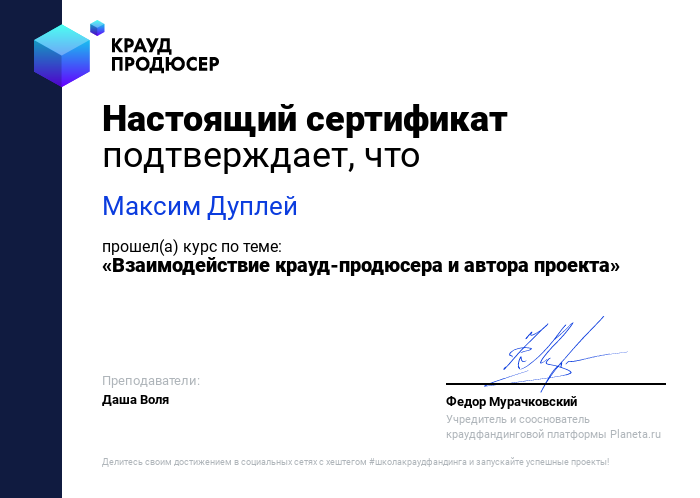 КРАУД
ПРОДЮСЕР
Настоящий сертификат
подтверждает, что
Максим Дуплей
прошел(а) курс по теме:
«Взаимодействие крауд-продюсера и автора проекта»
Преподаватели:
Даша Воля
Федор Мурачковский
Учредитель и сооснователь
краудфандинговой платформы Planeta.ru
Делитесь своим достижением в социальных сетях с хештегом #школакраудфандинга и запускайте успешные проекты!